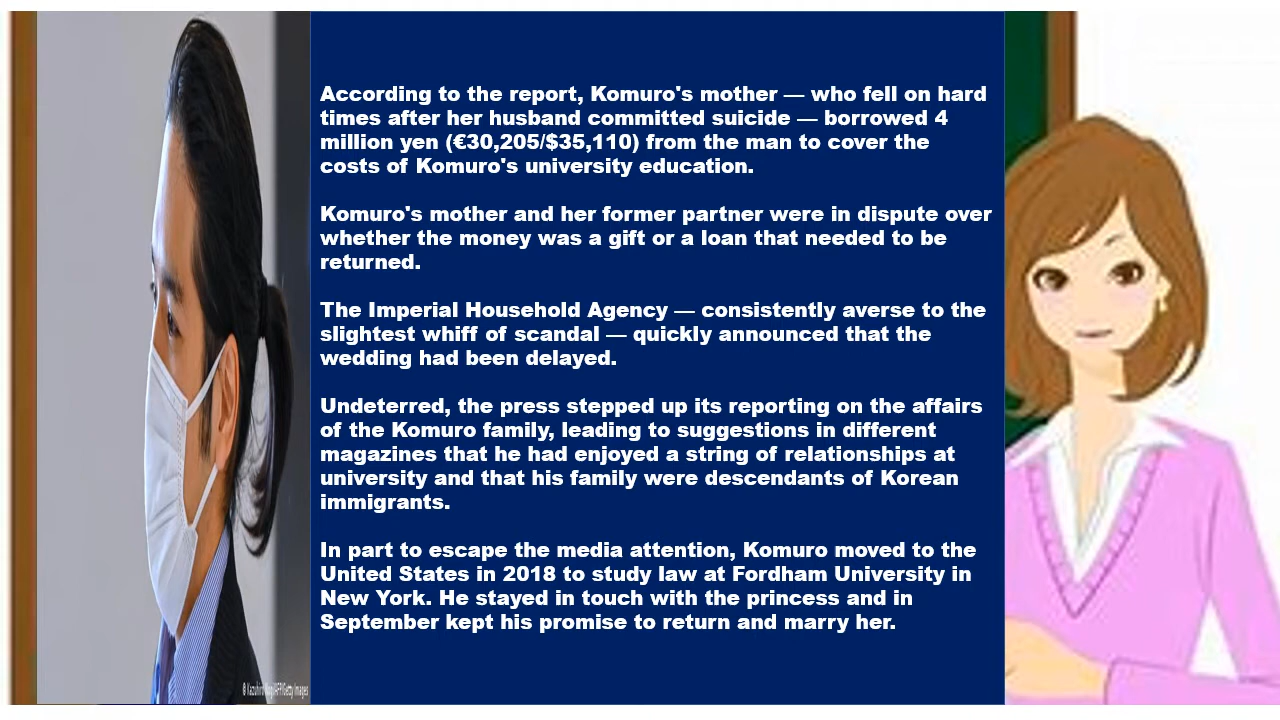 According to the report, Komuro's mother — who fell on hard
times after her husband committed suicide — borrowed 4
million yen (€30,205/$35,110) from the man to cover the
costs of Komuro's university education.
Komuro's mother and her former partner were in dispute over
whether the money was a gift or a loan that needed to be
returned.
The Imperial Household Agency — consistently averse to the
slightest whiff of scandal — quickly announced that the
wedding had been delayed.
Undeterred, the press stepped up its reporting on the affairs
of the Komuro family, leading to suggestions in different
magazines that he had enjoyed a string of relationships at
university and that his family were descendants of Korean
immigrants.
In part to escape the media attention, Komuro moved to the
United States in 2018 to study law at Fordham University in
New York. He stayed in touch with the princess and in
September kept his promise to return and marry her.
Images